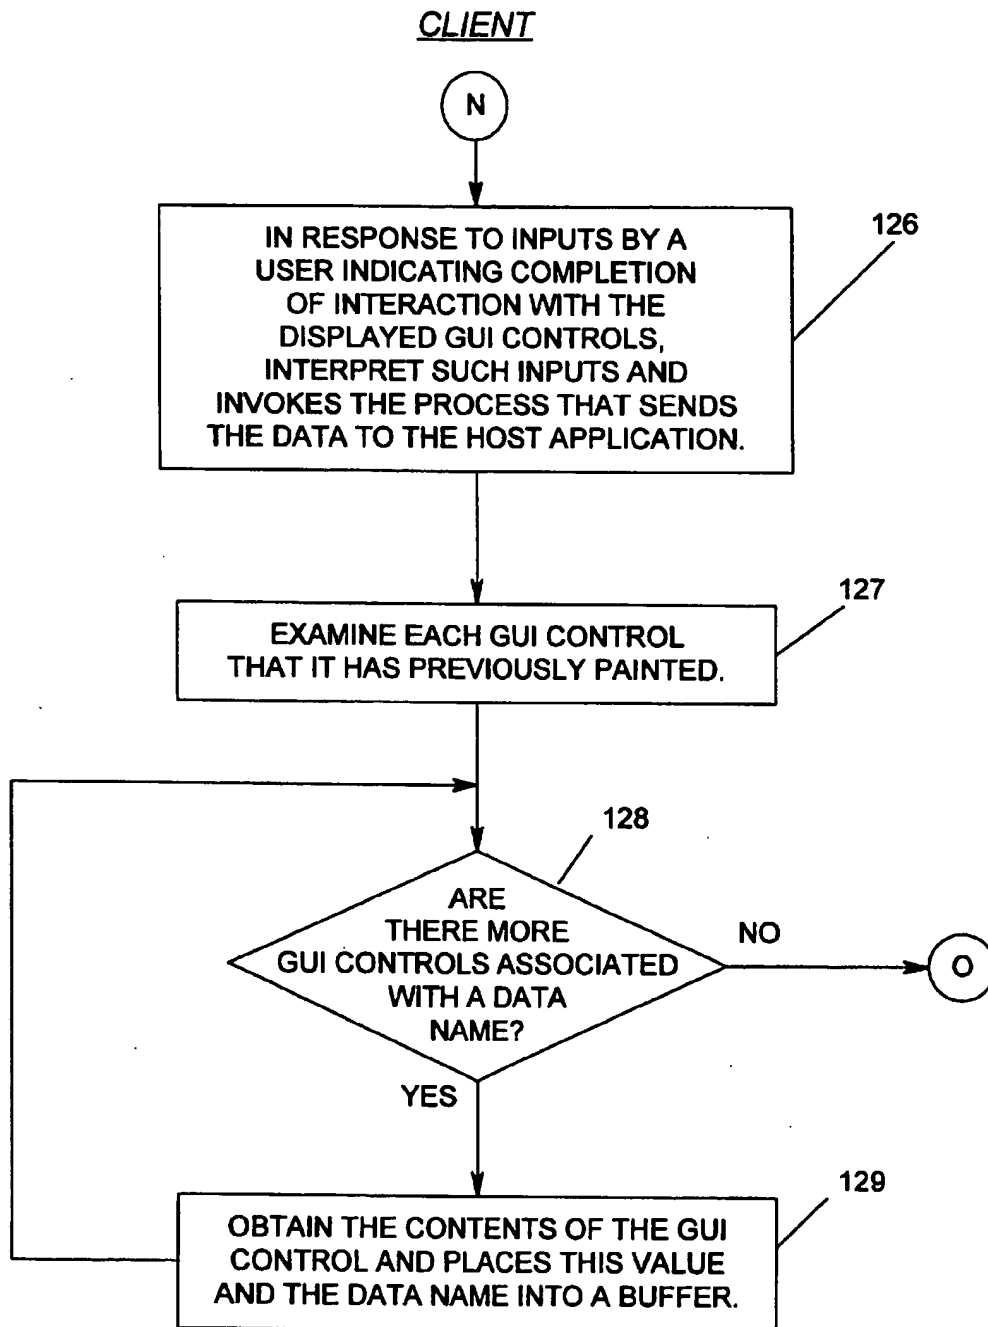 CLIENT
N
IN RESPONSE TO INPUTS BY A
USER INDICATING COMPLETION
OF INTERACTION WITH THE
DISPLAYED GUI CONTROLS,
INTERPRET SUCH INPUTS AND
INVOKES THE PROCESS THAT SENDS
THE DATA TO THE HOST APPLICATION.
126
EXAMINE EACH GUI CONTROL
THAT IT HAS PREVIOUSLY PAINTED.
127
128
ARE
THERE MORE
GUI CONTROLS ASSOCIATED
WITH A DATA
NAME?
NO
O
YES
129
OBTAIN THE CONTENTS OF THE GUI
CONTROL AND PLACES THIS VALUE
AND THE DATA NAME INTO A BUFFER.